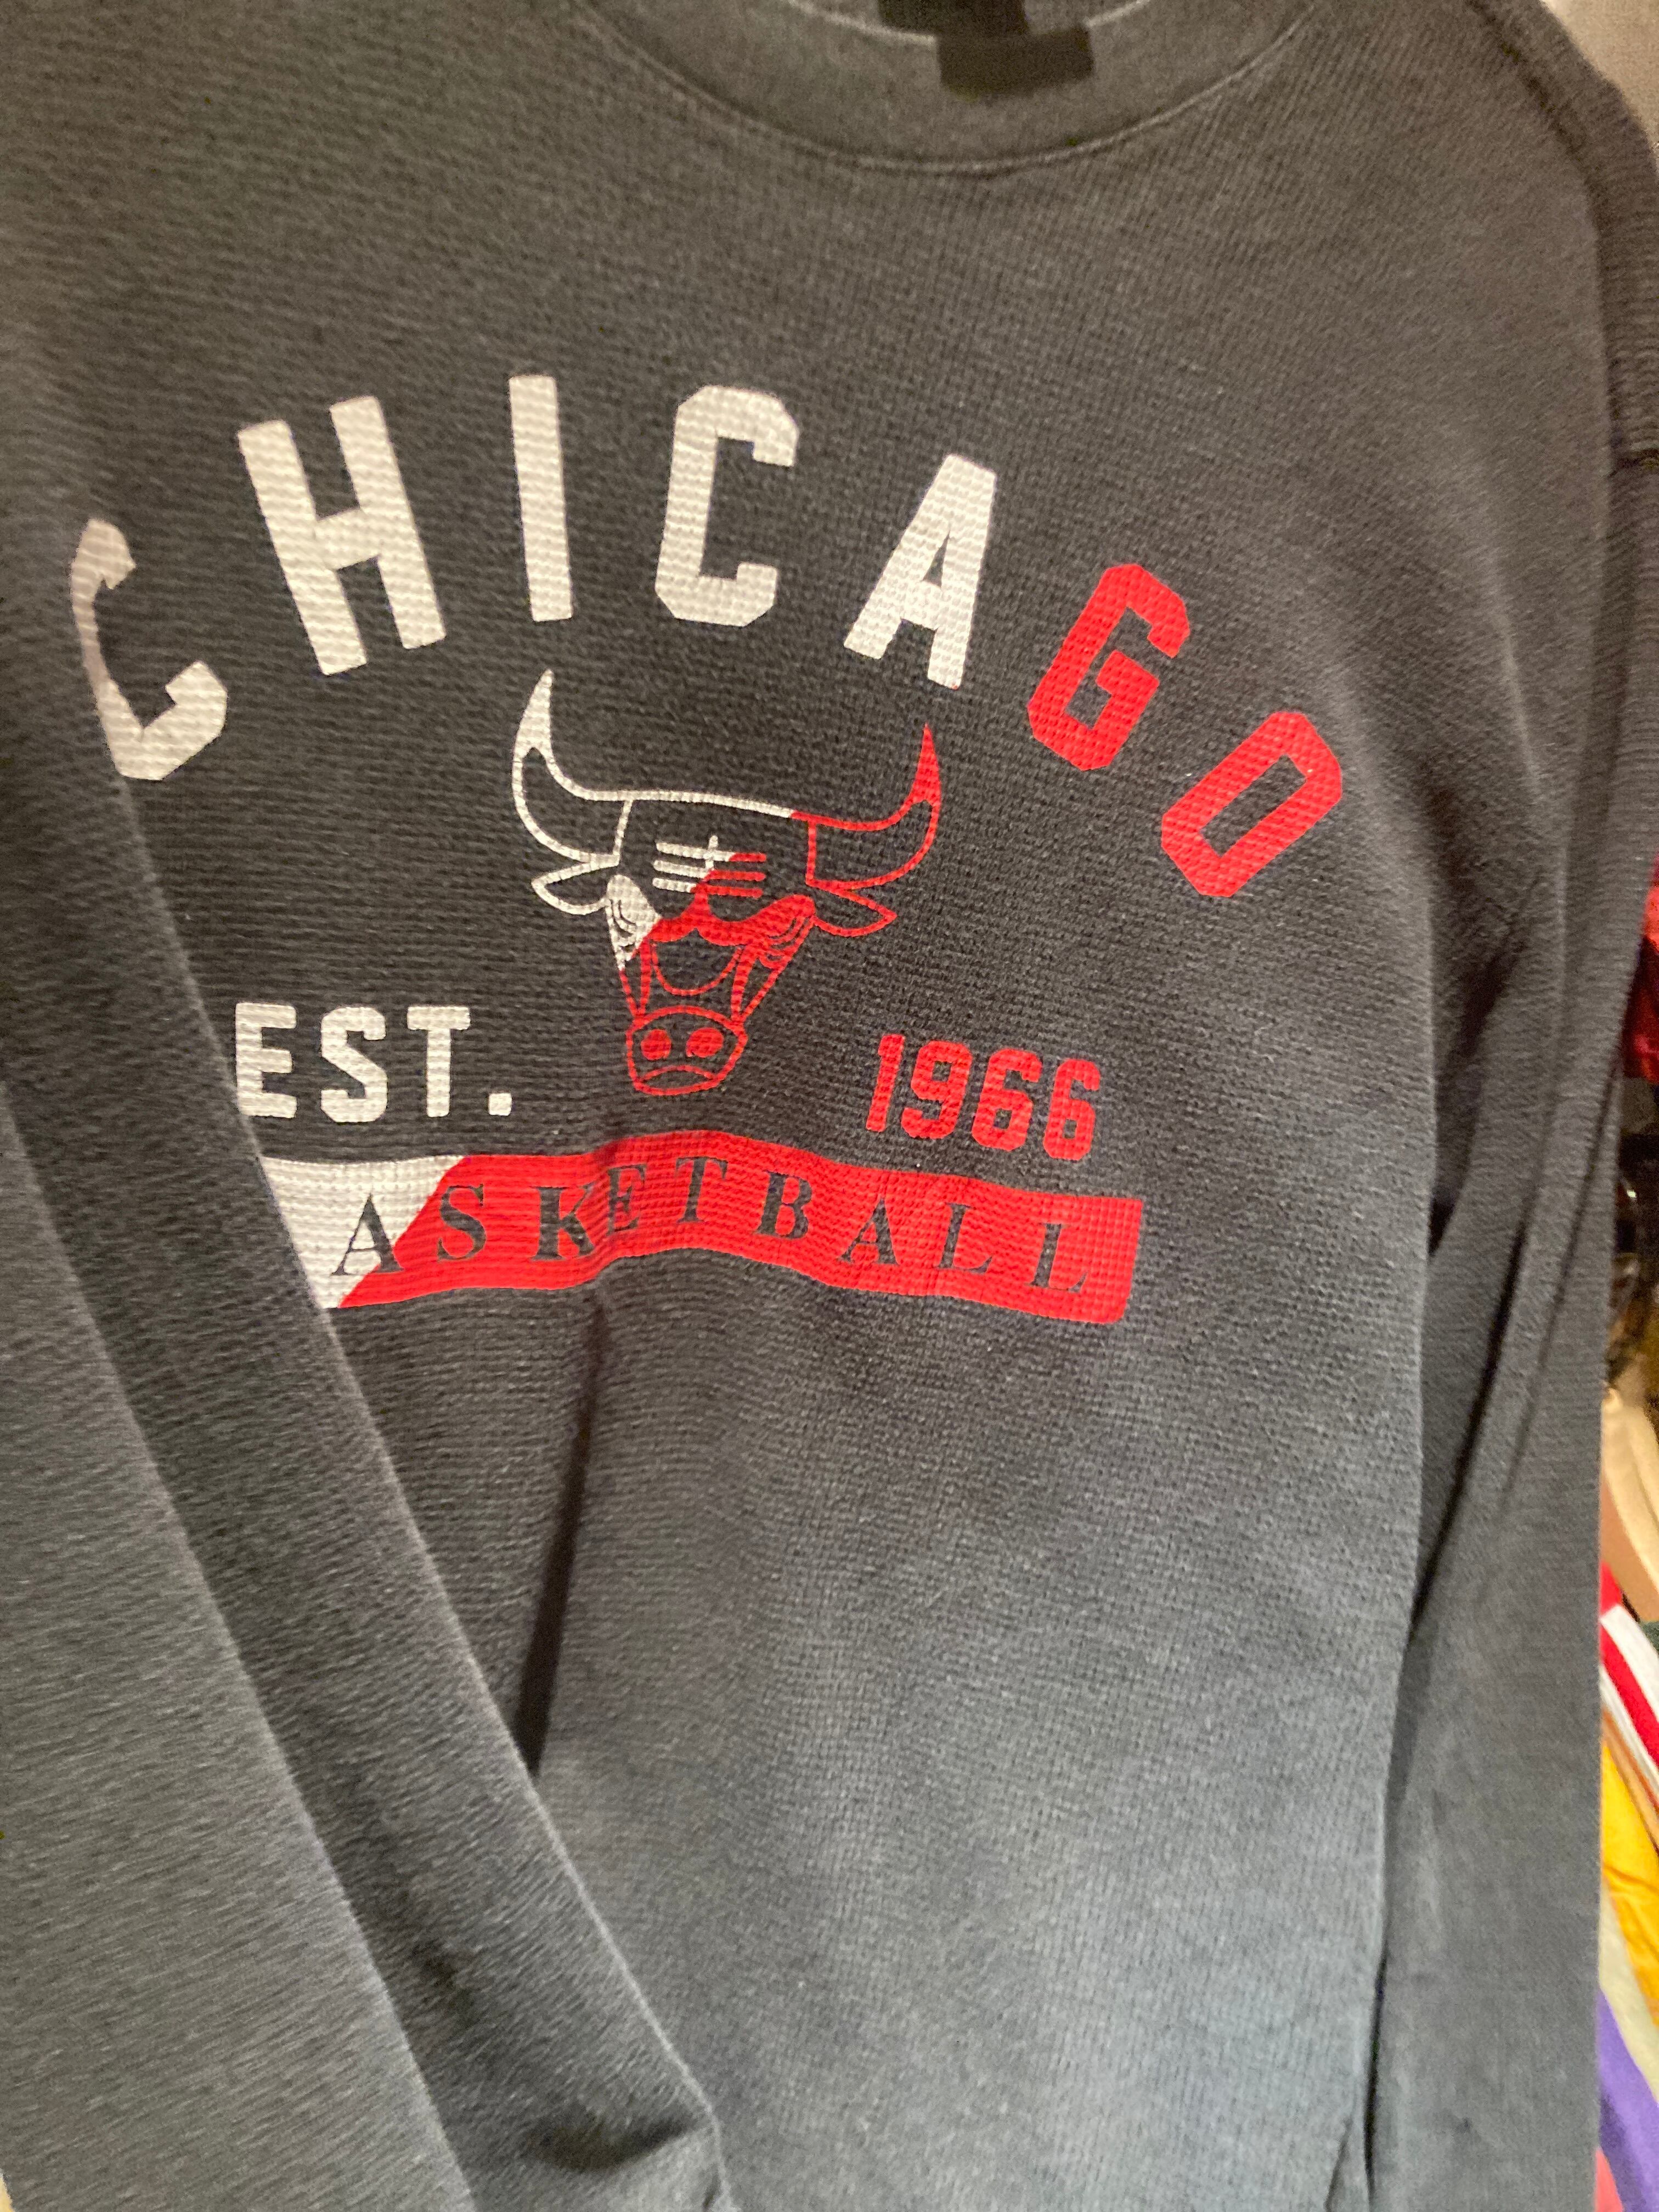 CHICAGO
EST. 1966
ASKETBALL